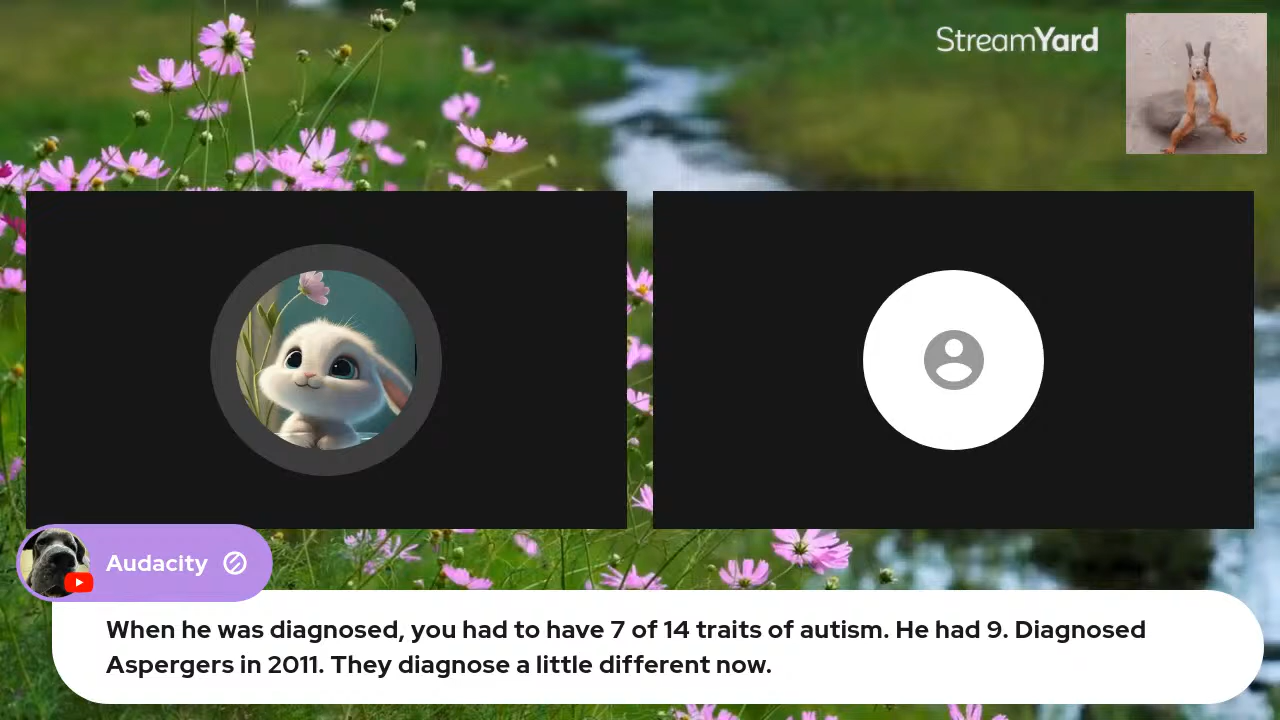 StreamYard
Audacity
When he was diagnosed, you had to have 7 of 14 traits of autism. He had 9. Diagnosed
Aspergers in 2011. They diagnose a little different now.